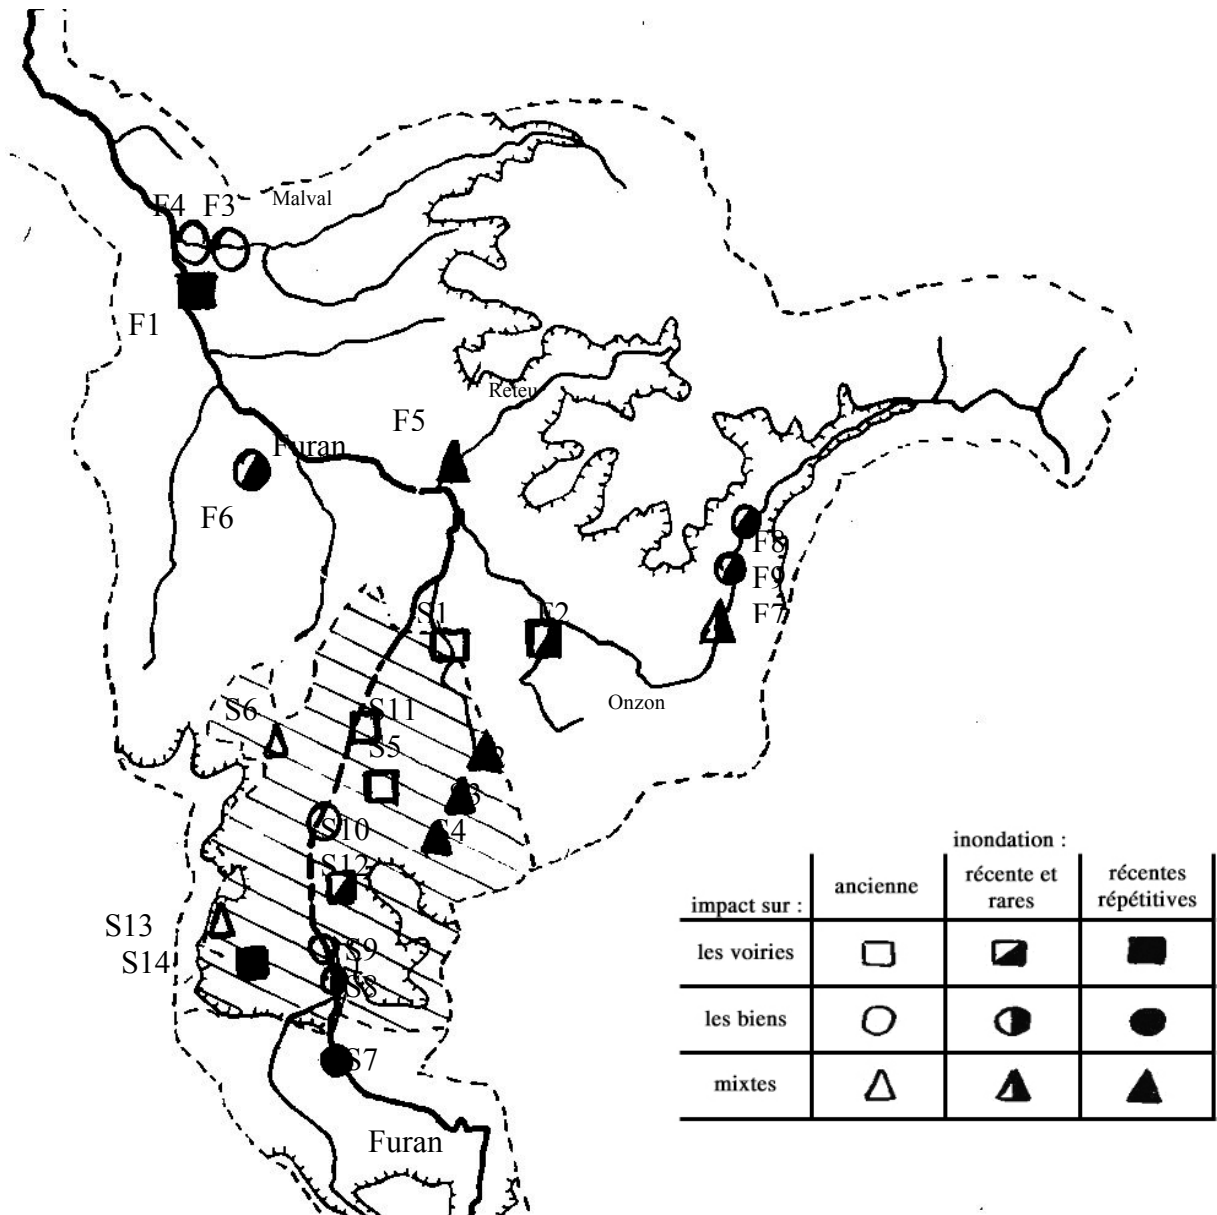 Malval
F4 F3
F1
Reteu
F5
Furan
F6
F8
F9
F7
S1
F2
Onzon
S6
S11
S5
S3
S4
S10
S12
S13
S14
S9
S8
S7
Furan
inondation :
impact sur :
ancienne
récente et
rares
récentes
répétitives
les voiries
les biens
mixtes